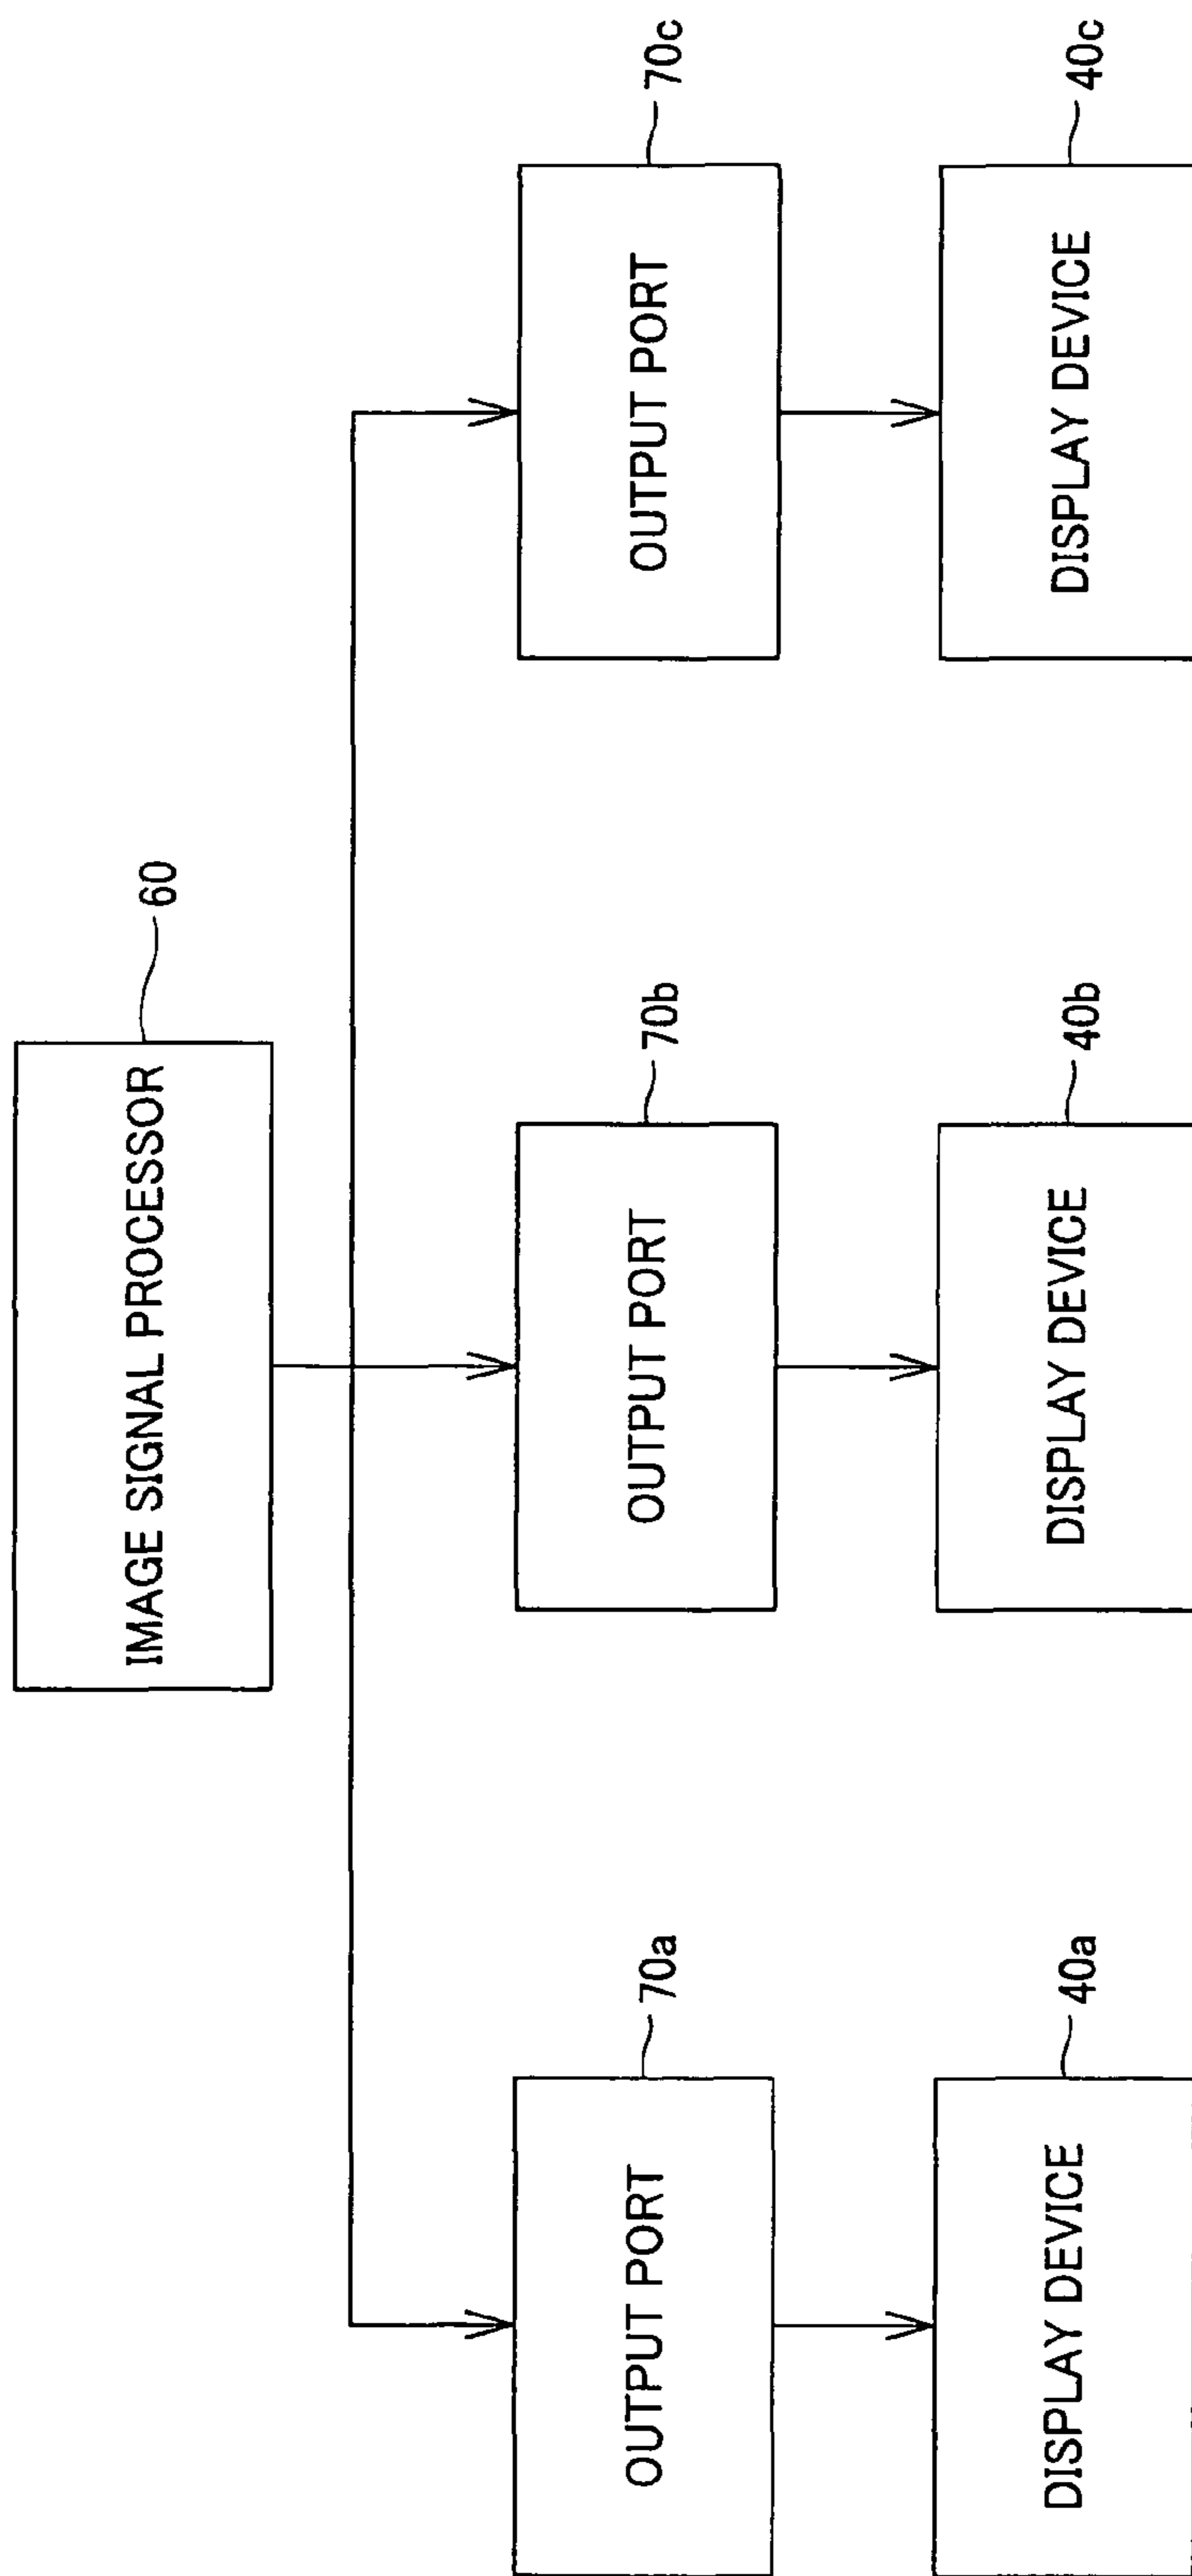 IMAGE SIGNAL PROCESSOR
60
OUTPUT PORT
70a
OUTPUT PORT
70b
OUTPUT PORT
70c
DISPLAY DEVICE
40a
DISPLAY DEVICE
40b
DISPLAY DEVICE
40c